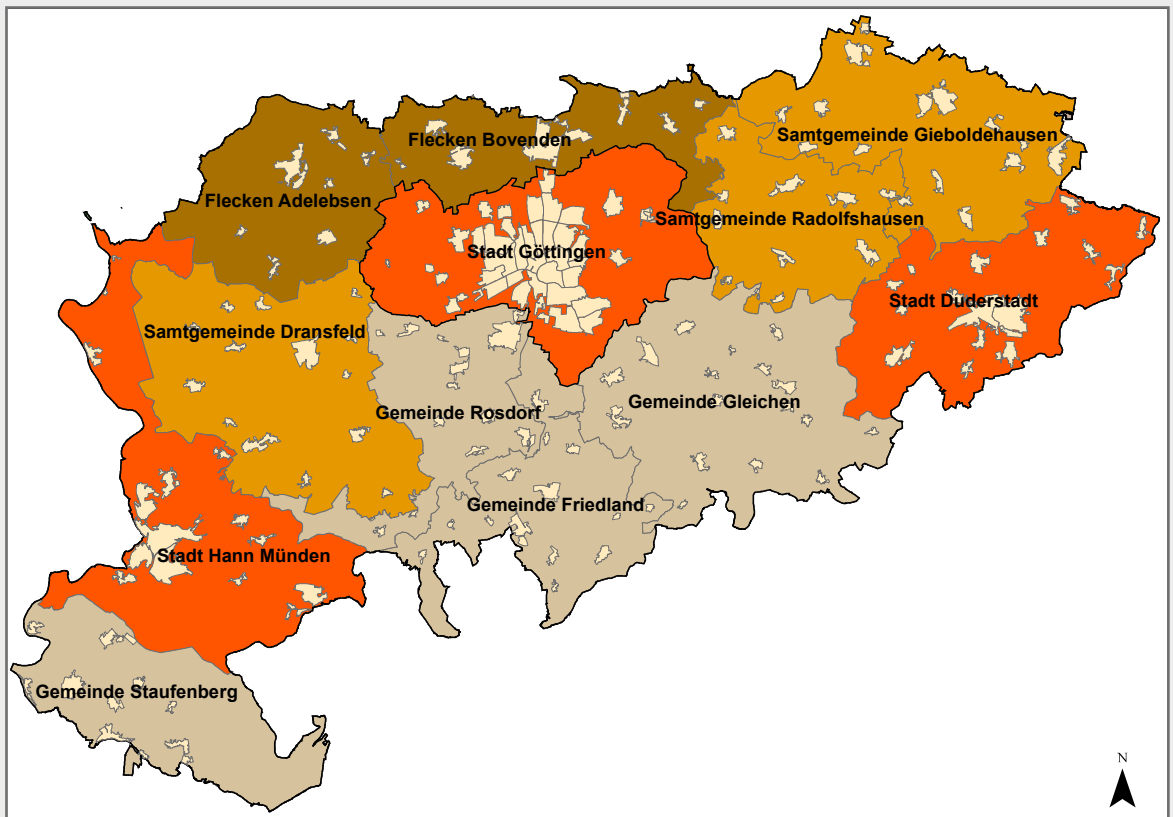 Samtgemeinde Gieboldehausen
Flecken Bovenden
Flecken Adelebsen
Samtgemeinde Radolfshausen
Stadt Göttingen
Stadt Duderstadt
Samtgemeinde Dransfeld
Gemeinde Gleichen
Gemeinde Rosdorf
Gemeinde Friedland
Stadt Hann Münden
Gemeinde Staufenberg
N